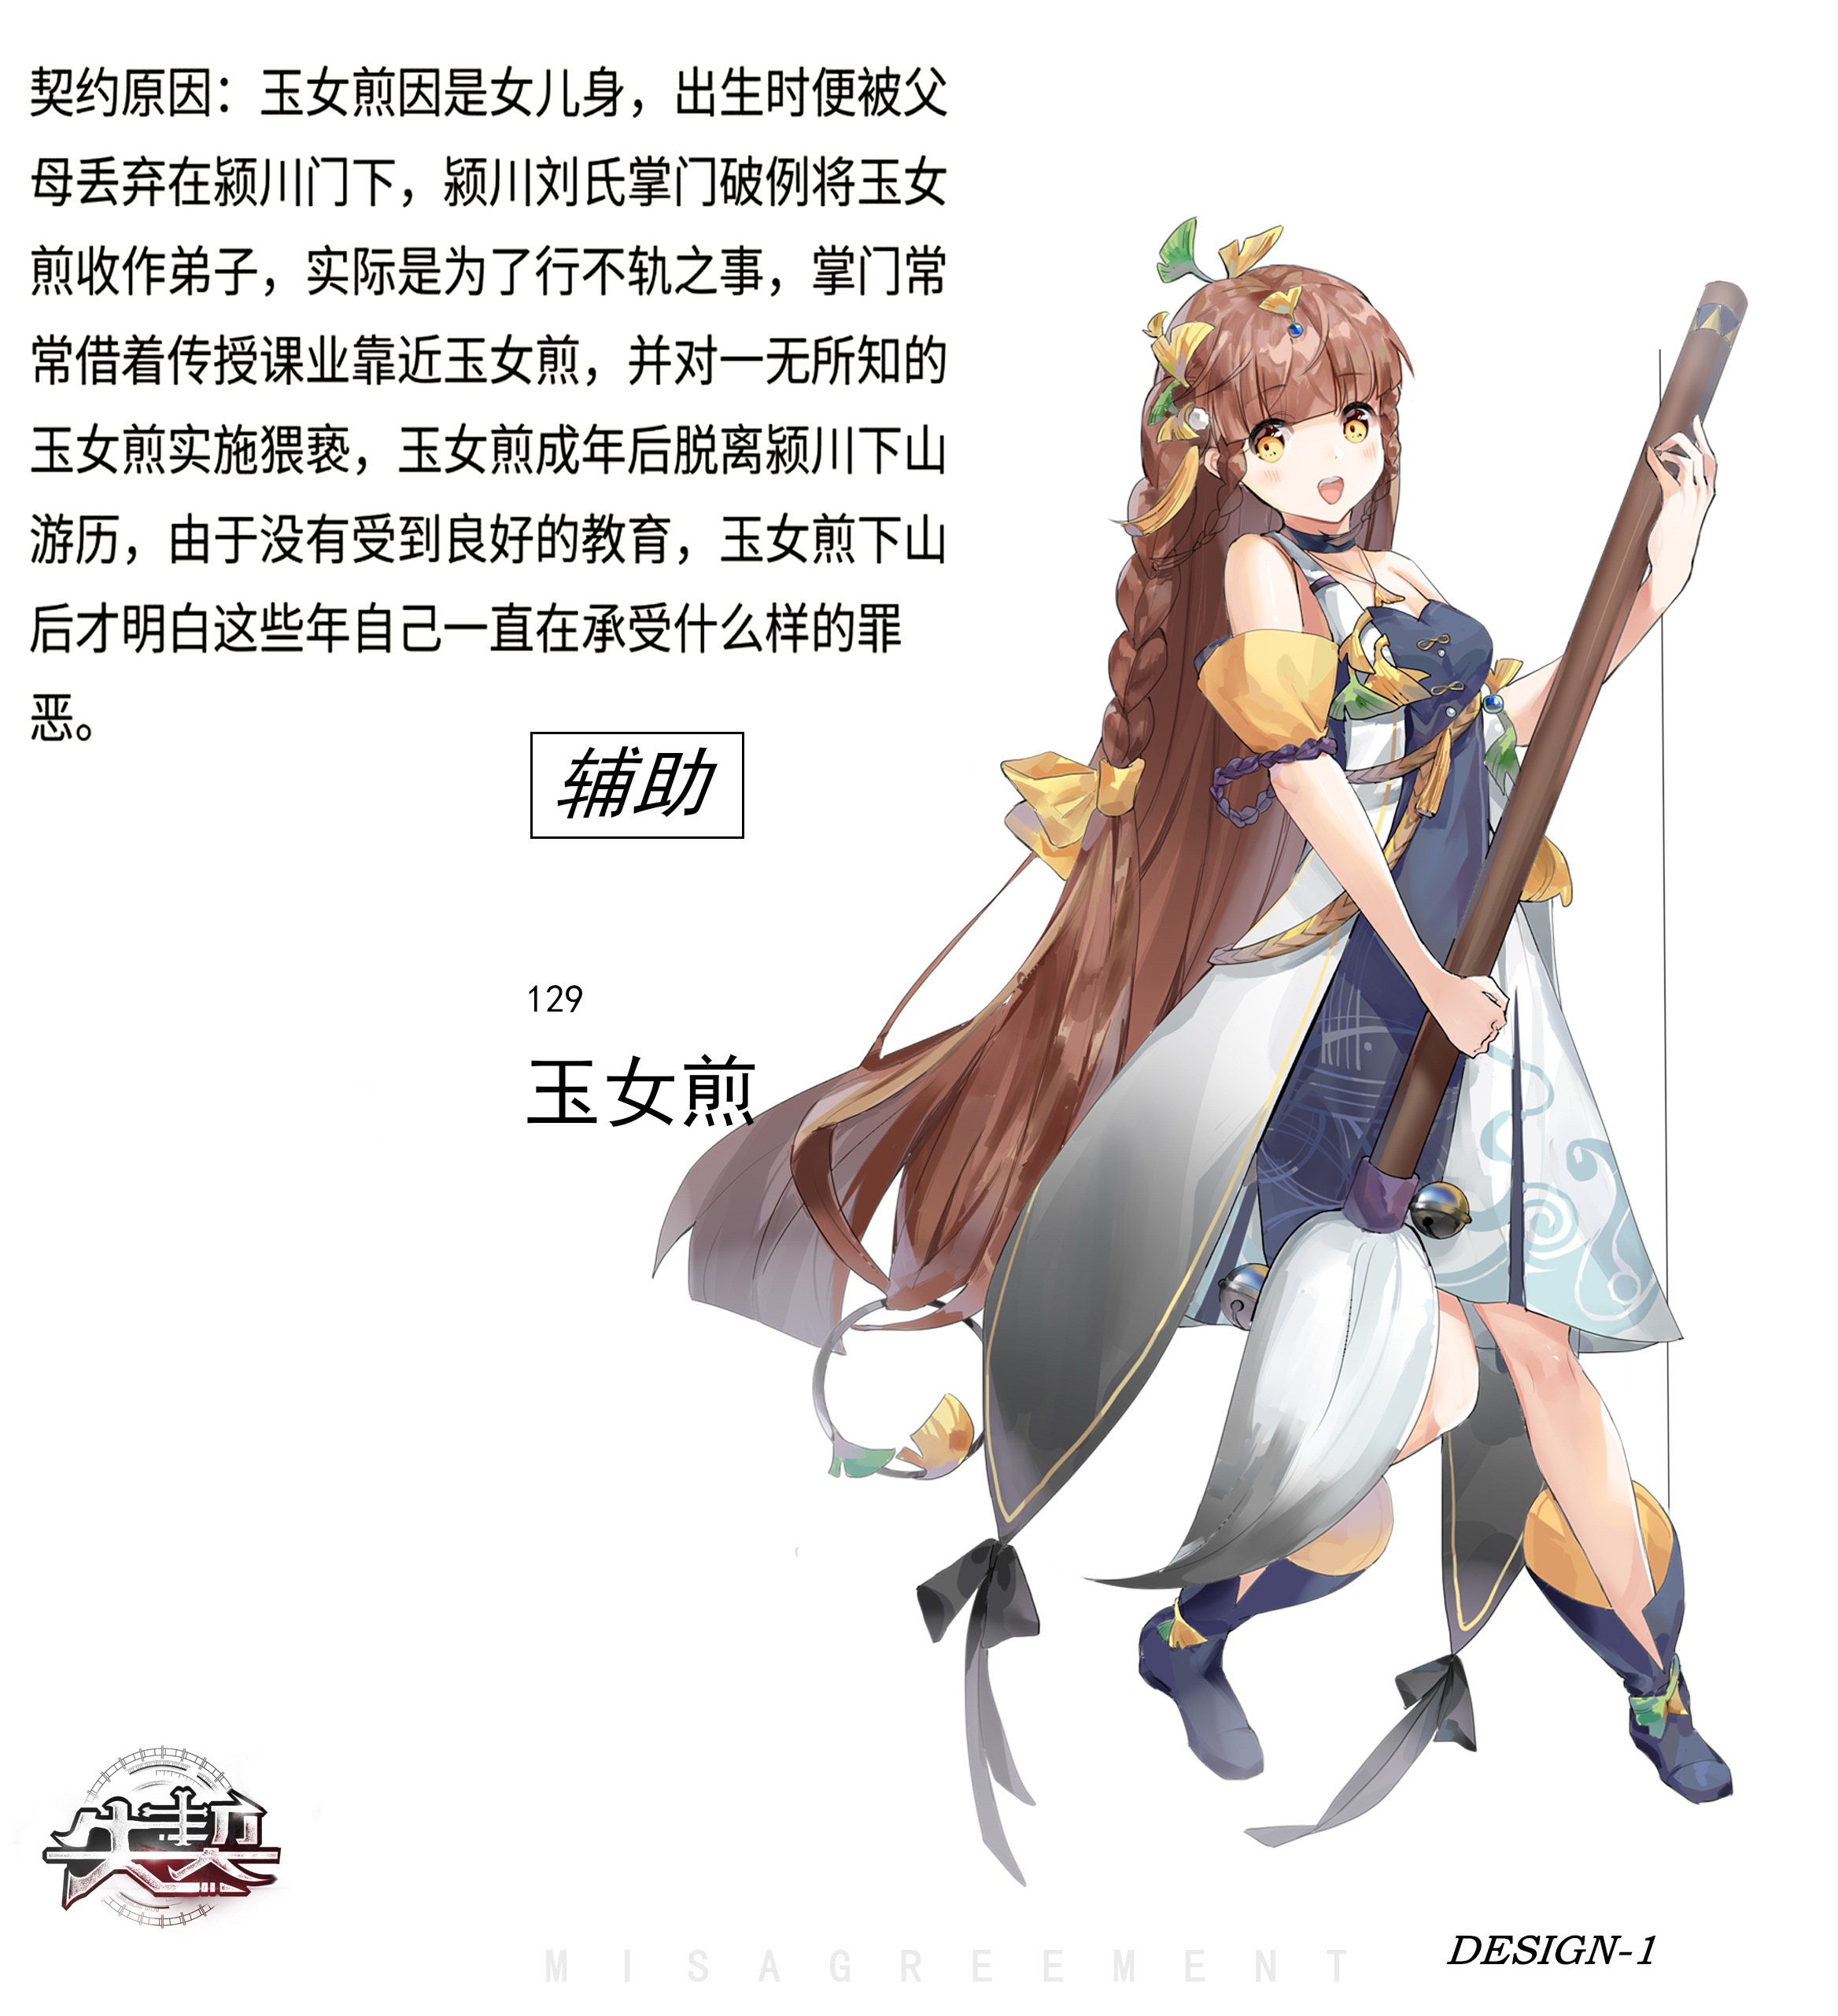 契约原因：玉女煎因是女儿身，出生时便被父
母丢弃在颍川门下，颍川刘氏掌门破例将玉女
煎收作弟子，实际是为了行不轨之事，掌门常
常借着传授课业靠近玉女煎，并对一无所知的
玉女煎实施猥亵，玉女煎成年后脱离颍川下山
游历，由于没有受到良好的教育，玉女煎下山
后才明白这些年自己一直在承受什么样的罪
恶。
辅助
129
玉女煎
失契
MISAGREEMENT
DESIGN-1